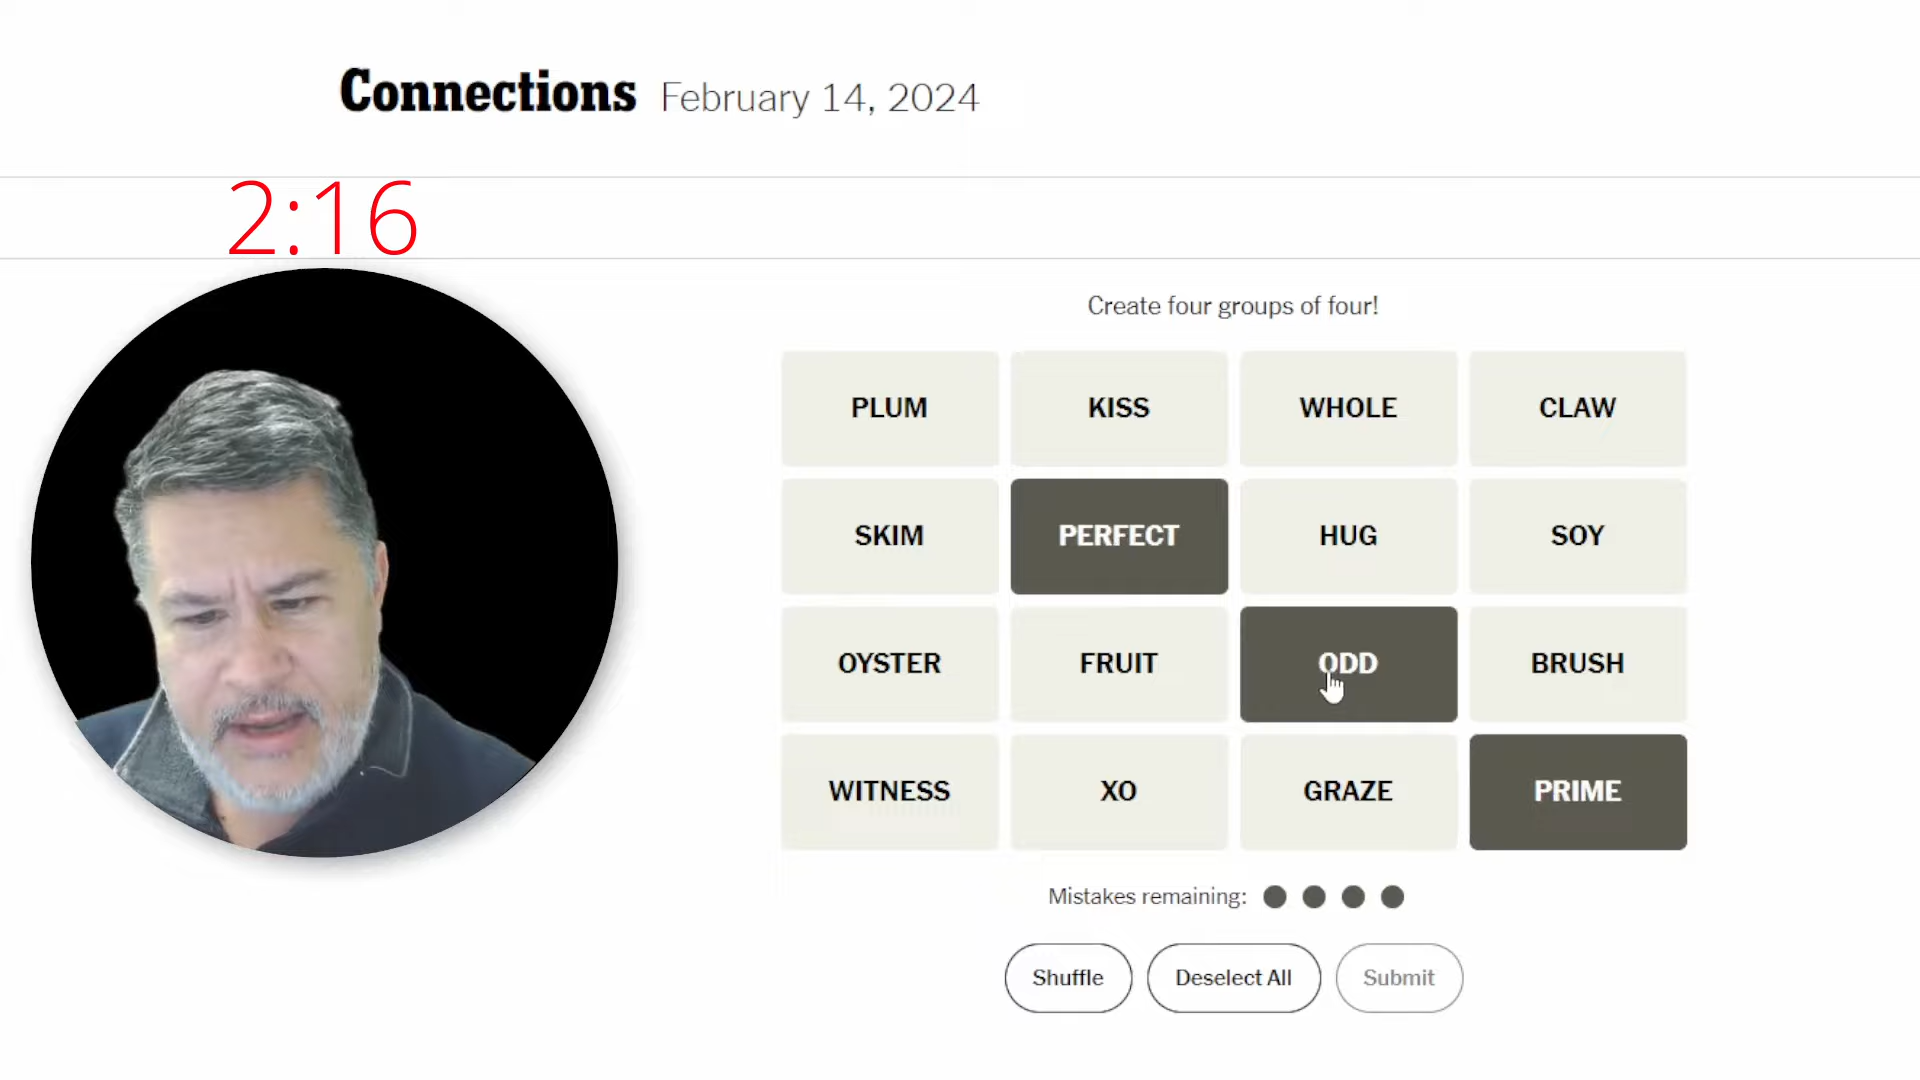 Connections February 14, 2024
2:16
Create four groups of four!
PLUM KISS WHOLE CLAW
SKIM PERFECT HUG SOY
OYSTER FRUIT ODD BRUSH
WITNESS XO GRAZE PRIME
Mistakes remaining:
Shuffle Deselect All Submit